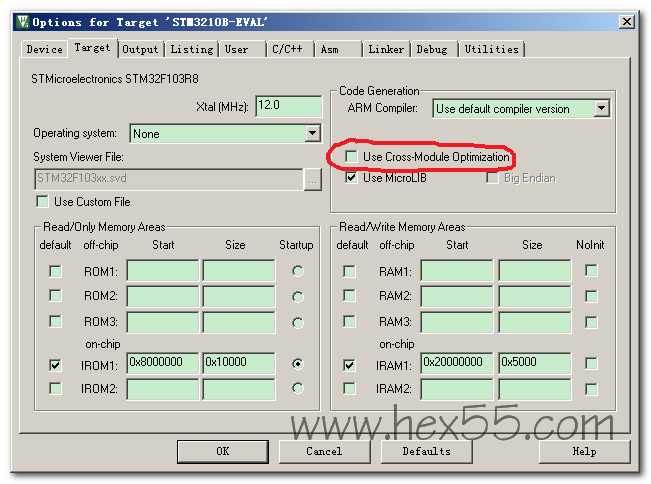 Options for Target 'STM3210B-EVAL'
Device Target Output Listing User C/C++ Asm Linker Debug Utilities
STMicroelectronics STM32F103R8
Xtal (MHz): 12.0
Operating system: None
System Viewer File:
STM32F103xx.svd ...
Use Custom File
Code Generation
ARM Compiler: Use default compiler version
Use Cross-Module Optimization
Use MicroLIB Big Endian
Read/Only Memory Areas
default off-chip Start Size Startup
ROM1:
ROM2:
ROM3:
on-chip
IROM1: 0x8000000 0x10000
IROM2:
Read/Write Memory Areas
default off-chip Start Size NoInit
RAM1:
RAM2:
RAM3:
on-chip
IRAM1: 0x20000000 0x5000
IRAM2:
www.hex55.com
OK Cancel Defaults Help